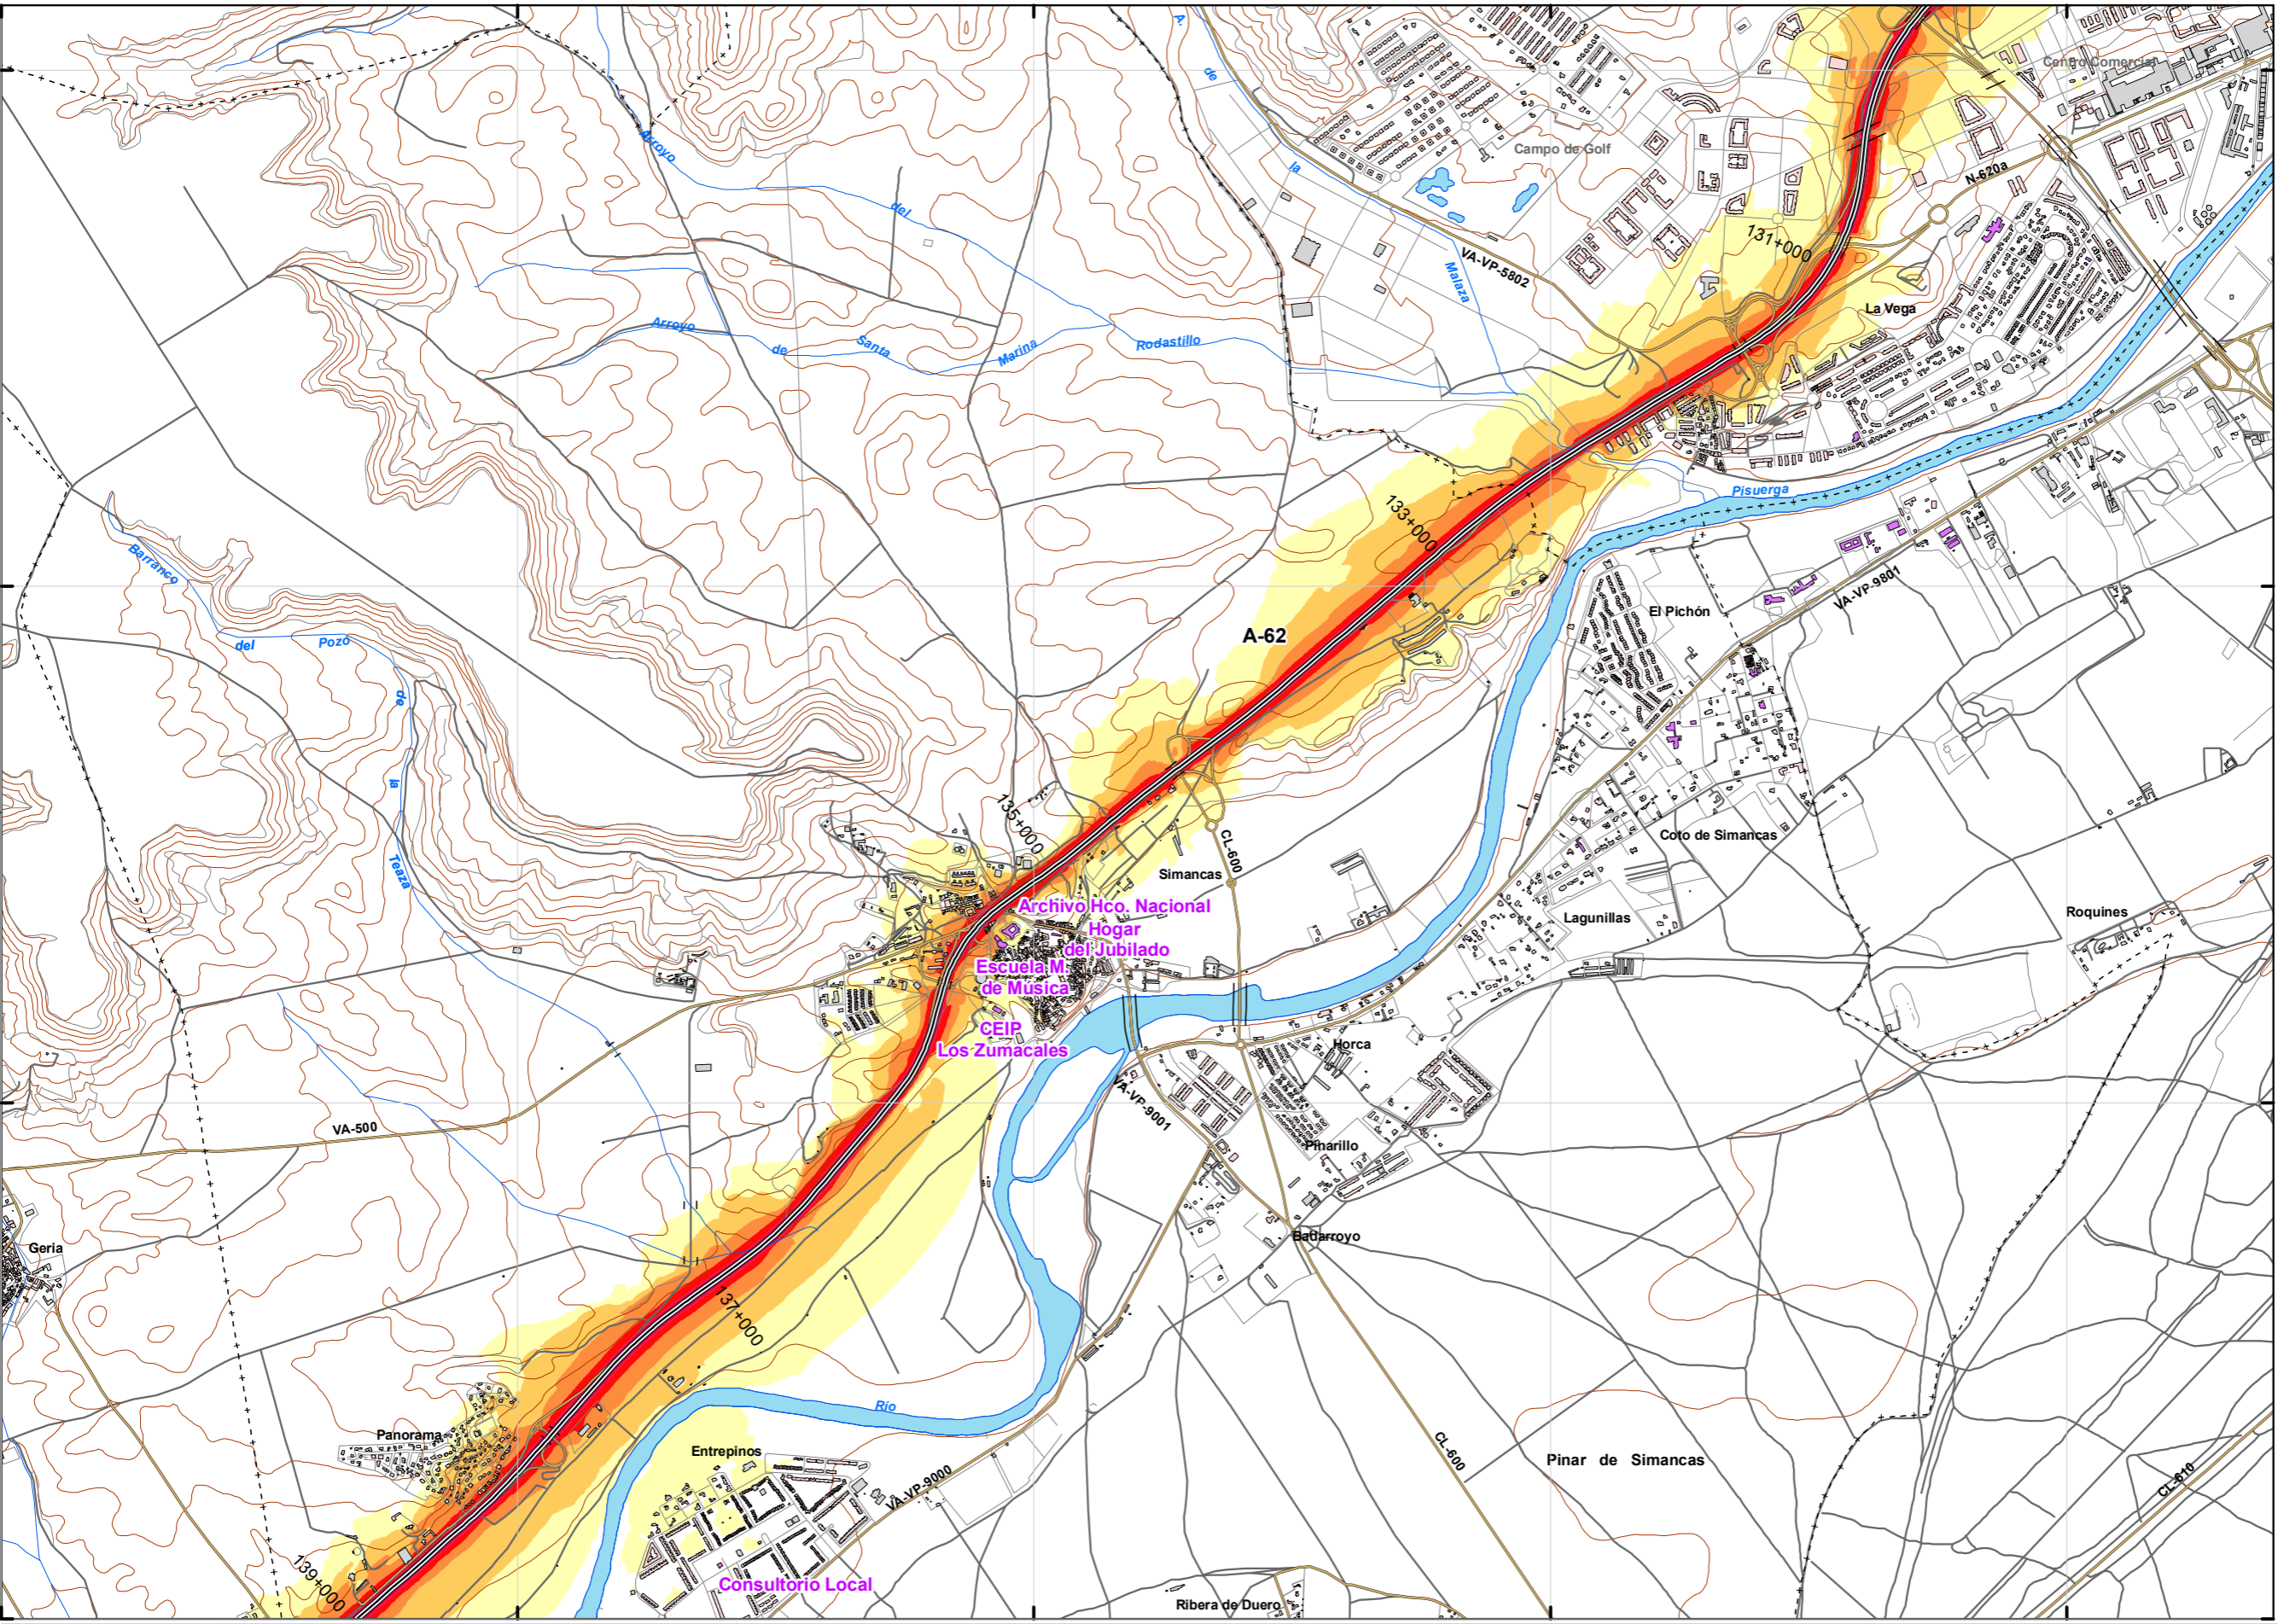 A.
de
la
Malaza
Centro Comercial
Campo de Golf
N-620a
131+000
VA-VP-5802
La Vega
Arroyo
del
Rodastillo
Arroyo
de
Santa
Marina
Pisuerga
133+000
A-62
El Pichón
VA-VP-9801
Barranco
del
Pozo
de
la
Teaza
135+000
CL-600
Simancas
Coto de Simancas
Lagunillas
Roquines
Archivo Hco. Nacional
Hogar
del Jubilado
Escuela M.
de Música
CEIP
Los Zumacales
Horca
VA-VP-9001
Pinarillo
VA-500
Badarroyo
Geria
137+000
Río
Panorama
Entrepinos
VA-VP-9000
CL-600
Pinar de Simancas
CL-610
139+000
Consultorio Local
Ribera de Duero